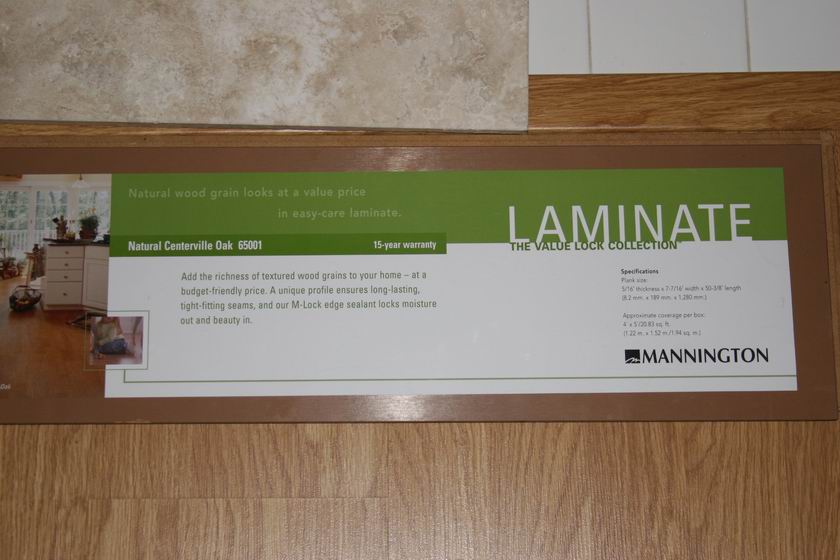 Natural wood grain looks at a value price
in easy-care laminate.
LAMINATE
THE VALUE LOCK COLLECTION
Natural Centerville Oak 65001
15-year warranty
Add the richness of textured wood grains to your home – at a
budget-friendly price. A unique profile ensures long-lasting,
tight-fitting seams, and our M-Lock edge sealant locks moisture
out and beauty in.
Specifications
Plank size:
5/16" thickness x 7-7/16" width x 50-3/8" length
(8.2 mm. x 189 mm. x 1,280 mm.)
Approximate coverage per box:
4' x 5'/20.83 sq. ft.
(1.22 m. x 1.52 m./1.94 sq. m.)
MANNINGTON
Oak